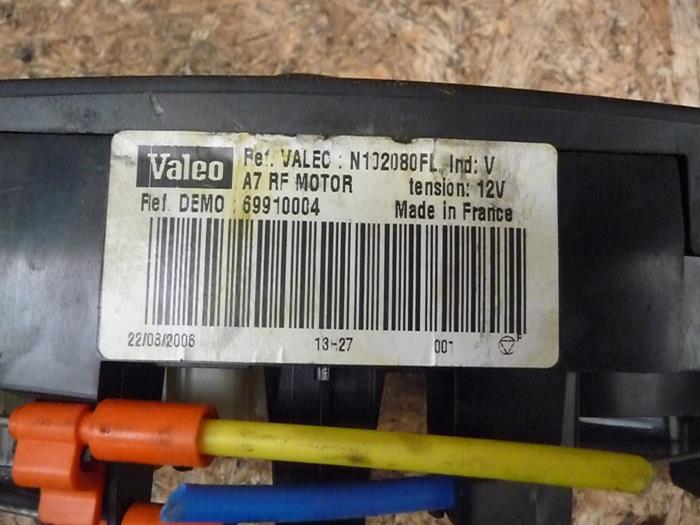 Valeo
Ref. VALEO : N102080FL Ind: V
A7 RF MOTOR tension: 12V
Ref. DEMO : 69910004 Made in France
22/08/2006 13-27 001 F